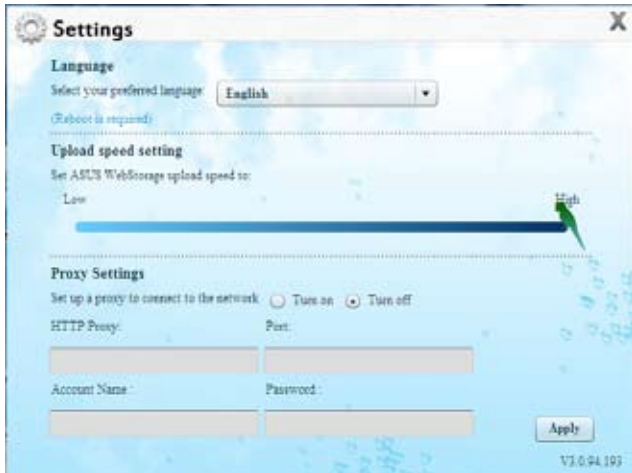 Settings
X
Language
Select your preferred language: English
(Reboot is required)
Upload speed setting
Set ASUS WebStorage upload speed to:
Low High
Proxy Settings
Set up a proxy to connect to the network Turn on Turn off
HTTP Proxy: Port:
Account Name : Password :
Apply
V3.0.94.193